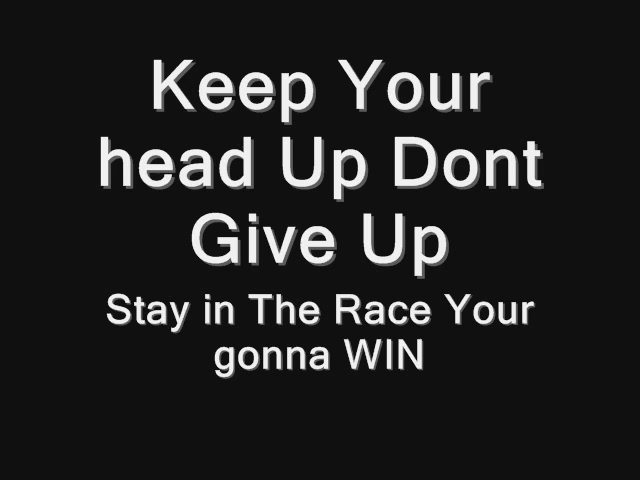 Keep Your
head Up Dont
Give Up
Stay in The Race Your
gonna WIN